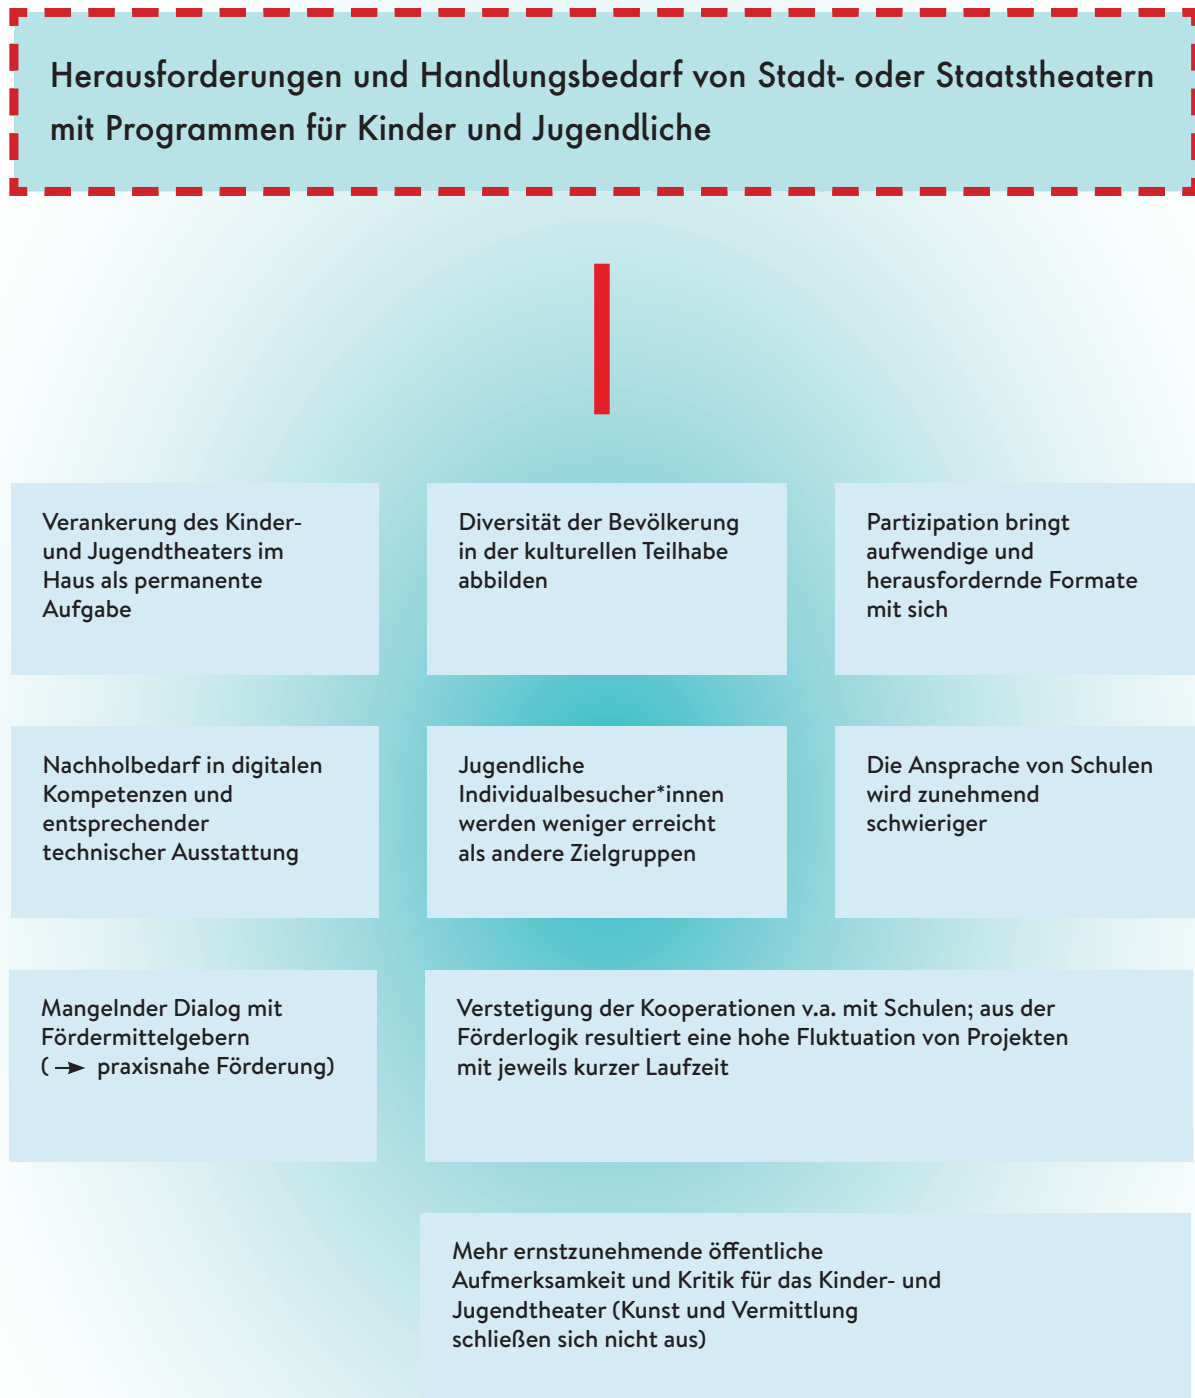 Herausforderungen und Handlungsbedarf von Stadt- oder Staatstheatern
mit Programmen für Kinder und Jugendliche
Verankerung des Kinder-
und Jugendtheaters im
Haus als permanente
Aufgabe
Diversität der Bevölkerung
in der kulturellen Teilhabe
abbilden
Partizipation bringt
aufwendige und
herausfordernde Formate
mit sich
Nachholbedarf in digitalen
Kompetenzen und
entsprechender
technischer Ausstattung
Jugendliche
Individualbesucher*innen
werden weniger erreicht
als andere Zielgruppen
Die Ansprache von Schulen
wird zunehmend
schwieriger
Mangelnder Dialog mit
Fördermittelgebern
(→ praxisnahe Förderung)
Verstetigung der Kooperationen v.a. mit Schulen; aus der
Förderlogik resultiert eine hohe Fluktuation von Projekten
mit jeweils kurzer Laufzeit
Mehr ernstzunehmende öffentliche
Aufmerksamkeit und Kritik für das Kinder- und
Jugendtheater (Kunst und Vermittlung
schließen sich nicht aus)